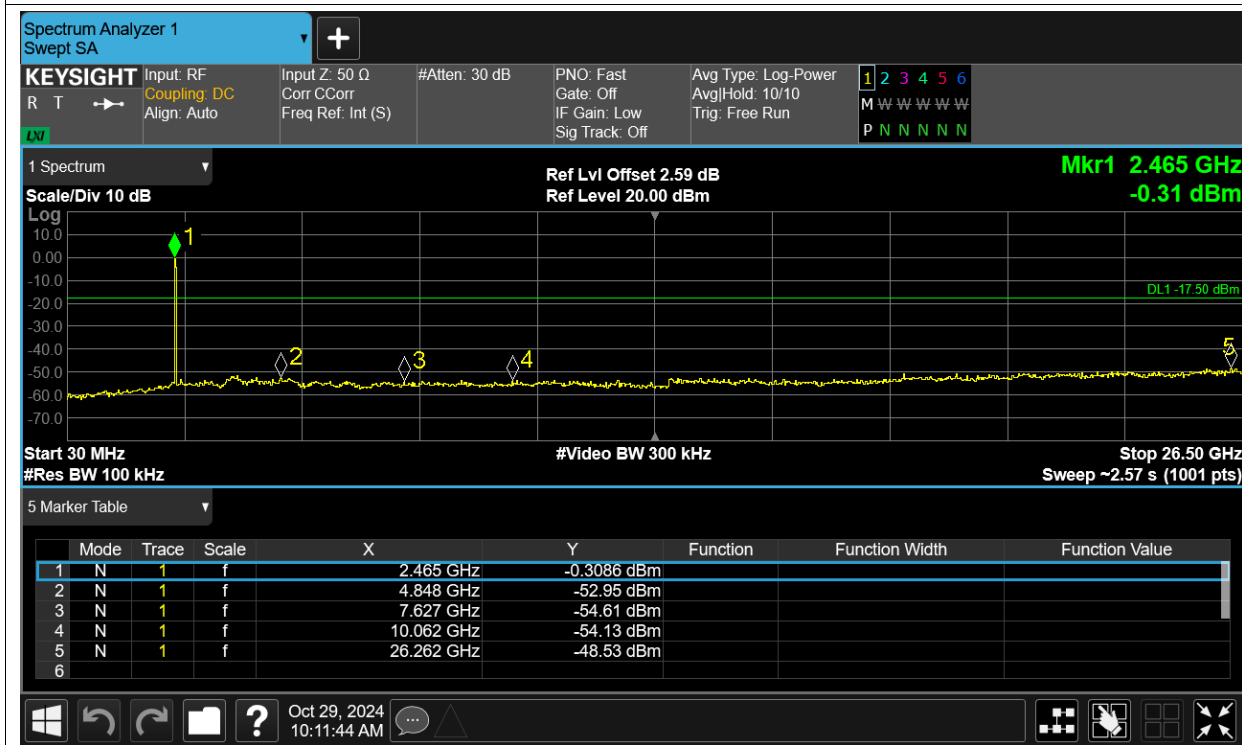 Spectrum Analyzer 1
Swept SA
KEYSIGHT Input: RF Input Z: 50 Ω #Atten: 30 dB PNO: Fast Avg Type: Log-Power 1 2 3 4 5 6
R T Coupling: DC Corr CCorr Gate: Off Avg|Hold: 10/10 M W W W W W
Align: Auto Freq Ref: Int (S) IF Gain: Low Trig: Free Run
LXI Sig Track: Off P N N N N N
1 Spectrum Ref Lvl Offset 2.59 dB Mkr1 2.465 GHz
Scale/Div 10 dB Ref Level 20.00 dBm -0.31 dBm
Log
10.0 1
0.00
-10.0
DL1 -17.50 dBm
-20.0
-30.0
-40.0 2 3 4 5
-50.0
-60.0
-70.0
Start 30 MHz #Video BW 300 kHz Stop 26.50 GHz
#Res BW 100 kHz Sweep ~2.57 s (1001 pts)
5 Marker Table
Mode Trace Scale X Y Function Function Width Function Value
1 N 1 f 2.465 GHz -0.3086 dBm
2 N 1 f 4.848 GHz -52.95 dBm
3 N 1 f 7.627 GHz -54.61 dBm
4 N 1 f 10.062 GHz -54.13 dBm
5 N 1 f 26.262 GHz -48.53 dBm
6
? Oct 29, 2024
10:11:44 AM